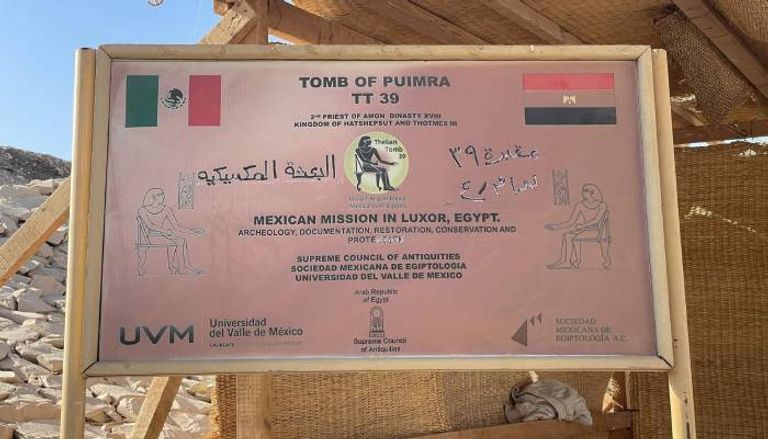 TOMB OF PUIMRA
TT 39
2nd PRIEST OF AMON DINASTY XVIII
KINGDOM OF HATSHEPSUT AND THOTMES III
Theban
Tomb
39
البعثة المكسيكيه
مقبرة ٣٩
MEXICAN MISSION IN LUXOR, EGYPT.
ARCHEOLOGY, DOCUMENTATION, RESTORATION, CONSERVATION AND
SUPREME COUNCIL OF ANTIQUITIES
SOCIEDAD MEXICANA DE EGIPTOLOGIA
UNIVERSIDAD DEL VALLE DE MEXICO
Arab Republic
of Egypt
Supreme Council
of Antiquities
UVM
Universidad
del Valle de México
SOCIEDAD
MEXICANA DE
EGIPTOLOGÍA A.C.